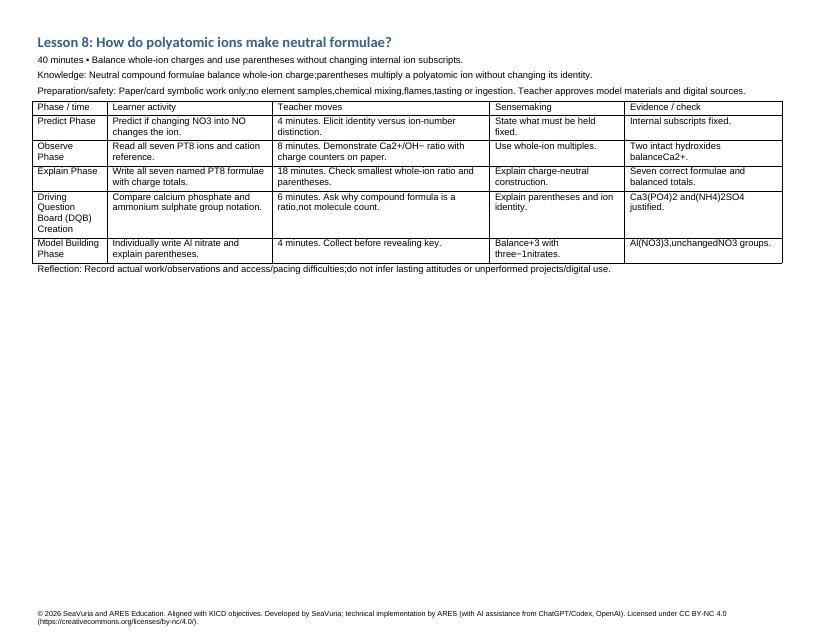 Lesson 8: How do polyatomic ions make neutral formulae?
40 minutes • Balance whole-ion charges and use parentheses without changing internal ion subscripts.
Knowledge: Neutral compound formulae balance whole-ion charge;parentheses multiply a polyatomic ion without changing its identity.
Preparation/safety: Paper/card symbolic work only;no element samples,chemical mixing,flames,tasting or ingestion. Teacher approves model materials and digital sources.
Phase / time
Learner activity
Teacher moves
Sensemaking
Evidence / check
Predict Phase
Predict if changing NO3 into NO
changes the ion.
4 minutes. Elicit identity versus ion-number
distinction.
State what must be held
fixed.
Internal subscripts fixed.
Observe
Phase
Read all seven PT8 ions and cation
reference.
8 minutes. Demonstrate Ca2+/OH− ratio with
charge counters on paper.
Use whole-ion multiples.
Two intact hydroxides
balanceCa2+.
Explain Phase
Write all seven named PT8 formulae
with charge totals.
18 minutes. Check smallest whole-ion ratio and
parentheses.
Explain charge-neutral
construction.
Seven correct formulae and
balanced totals.
Driving
Question
Board (DQB)
Creation
Compare calcium phosphate and
ammonium sulphate group notation.
6 minutes. Ask why compound formula is a
ratio,not molecule count.
Explain parentheses and ion
identity.
Ca3(PO4)2 and(NH4)2SO4
justified.
Model Building
Phase
Individually write Al nitrate and
explain parentheses.
4 minutes. Collect before revealing key.
Balance+3 with
three−1nitrates.
Al(NO3)3,unchangedNO3 groups.
Reflection: Record actual work/observations and access/pacing difficulties;do not infer lasting attitudes or unperformed projects/digital use.
© 2026 SeaVuria and ARES Education. Aligned with KICD objectives. Developed by SeaVuria; technical implementation by ARES (with AI assistance from ChatGPT/Codex, OpenAI). Licensed under CC BY-NC 4.0
(https://creativecommons.org/licenses/by-nc/4.0/).